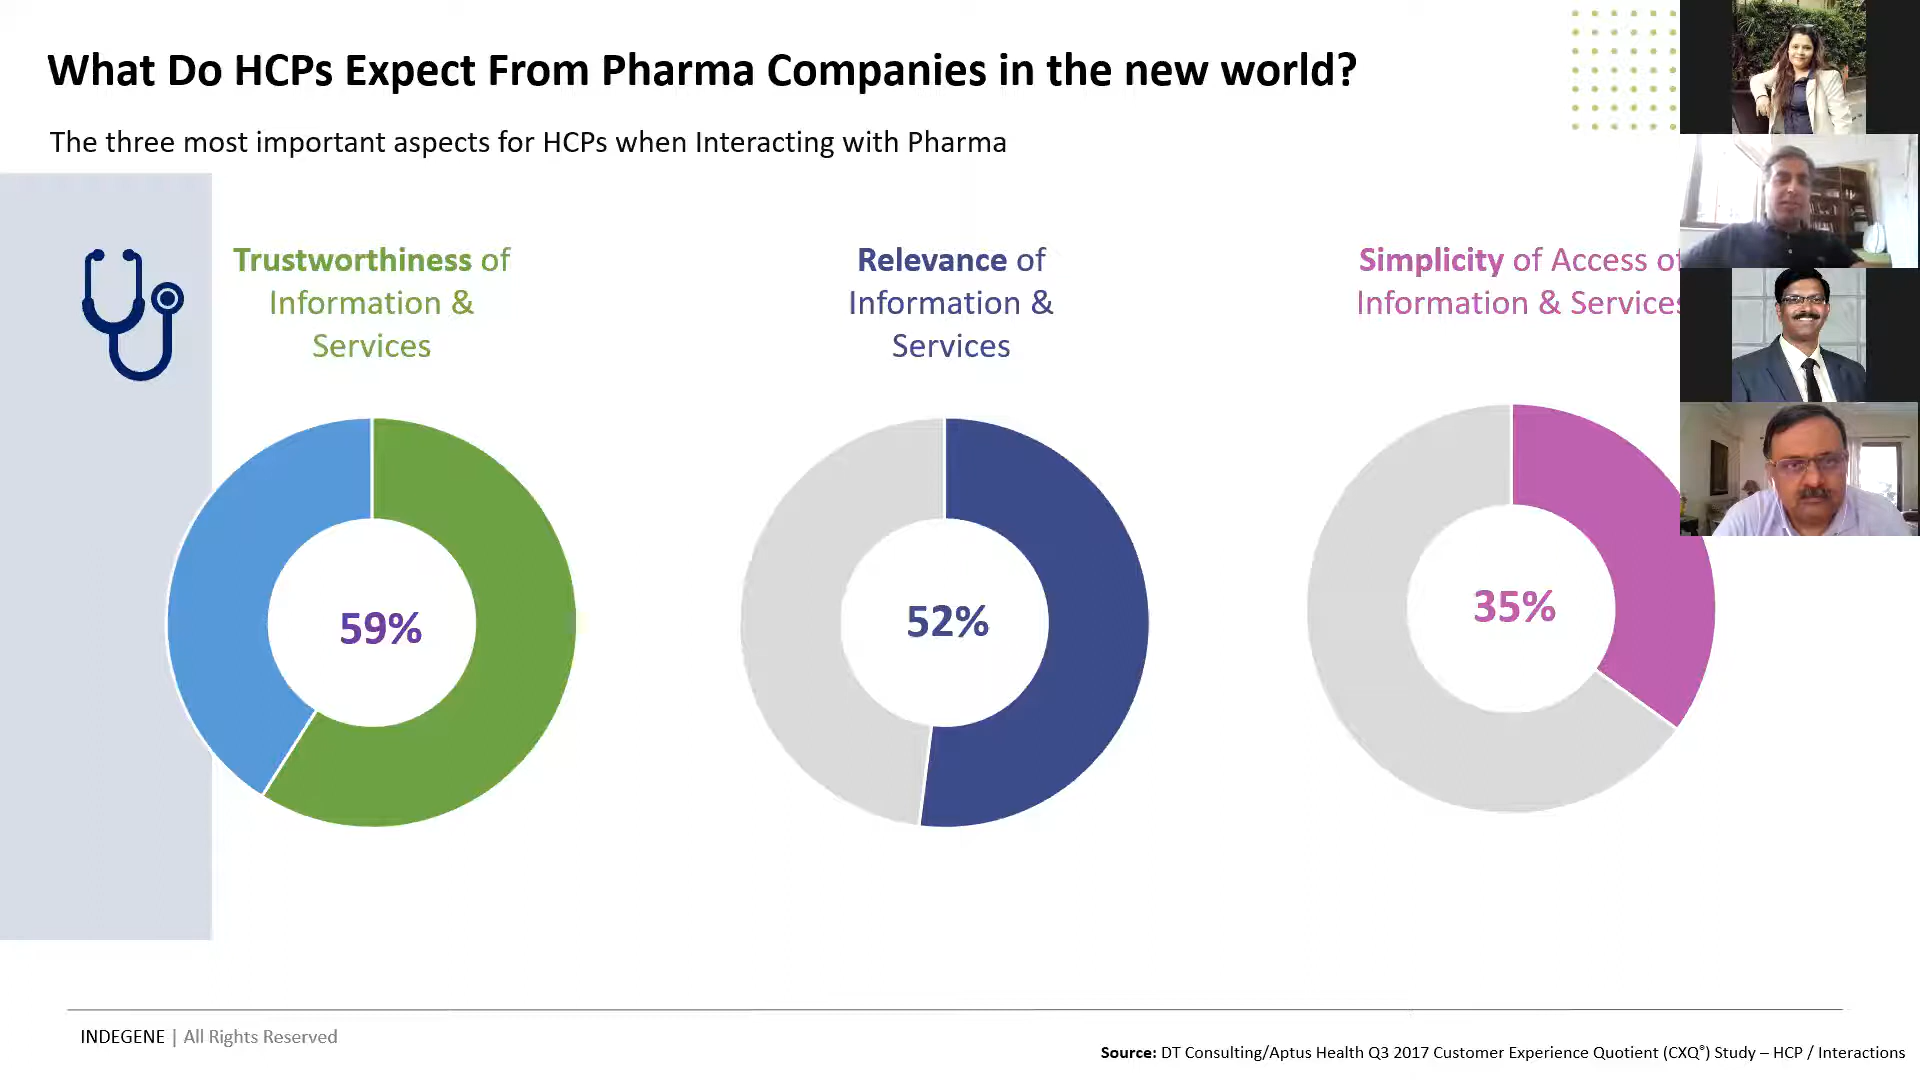 What Do HCPs Expect From Pharma Companies in the new world?
The three most important aspects for HCPs when Interacting with Pharma
Trustworthiness of
Information &
Services
Relevance of
Information &
Services
Simplicity of Access of
Information & Services
59%
52%
35%
INDEGENE | All Rights Reserved
Source: DT Consulting/Aptus Health Q3 2017 Customer Experience Quotient (CXQ®) Study – HCP / Interactions